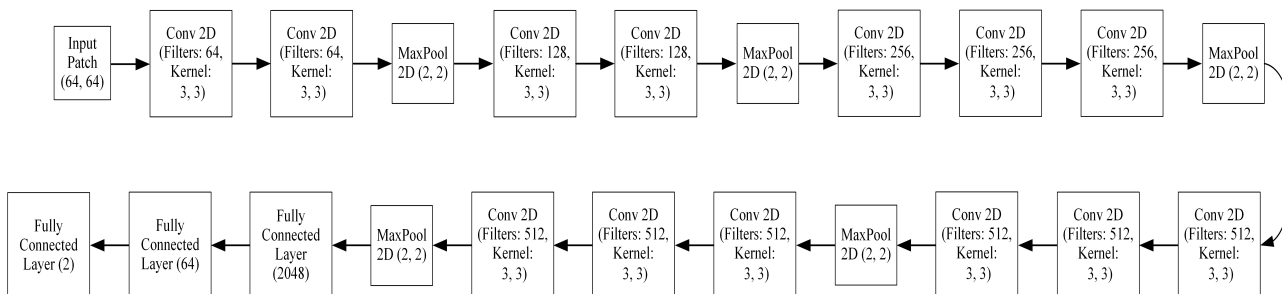 Input
Patch
(64, 64)
Conv 2D
(Filters: 64,
Kernel:
3, 3)
Conv 2D
(Filters: 64,
Kernel:
3, 3)
MaxPool
2D (2, 2)
Conv 2D
(Filters: 128,
Kernel:
3, 3)
Conv 2D
(Filters: 128,
Kernel:
3, 3)
MaxPool
2D (2, 2)
Conv 2D
(Filters: 256,
Kernel:
3, 3)
Conv 2D
(Filters: 256,
Kernel:
3, 3)
Conv 2D
(Filters: 256,
Kernel:
3, 3)
MaxPool
2D (2, 2)
Conv 2D
(Filters: 512,
Kernel:
3, 3)
Conv 2D
(Filters: 512,
Kernel:
3, 3)
Conv 2D
(Filters: 512,
Kernel:
3, 3)
MaxPool
2D (2, 2)
Conv 2D
(Filters: 512,
Kernel:
3, 3)
Conv 2D
(Filters: 512,
Kernel:
3, 3)
Conv 2D
(Filters: 512,
Kernel:
3, 3)
MaxPool
2D (2, 2)
Fully
Connected
Layer
(2048)
Fully
Connected
Layer (64)
Fully
Connected
Layer (2)